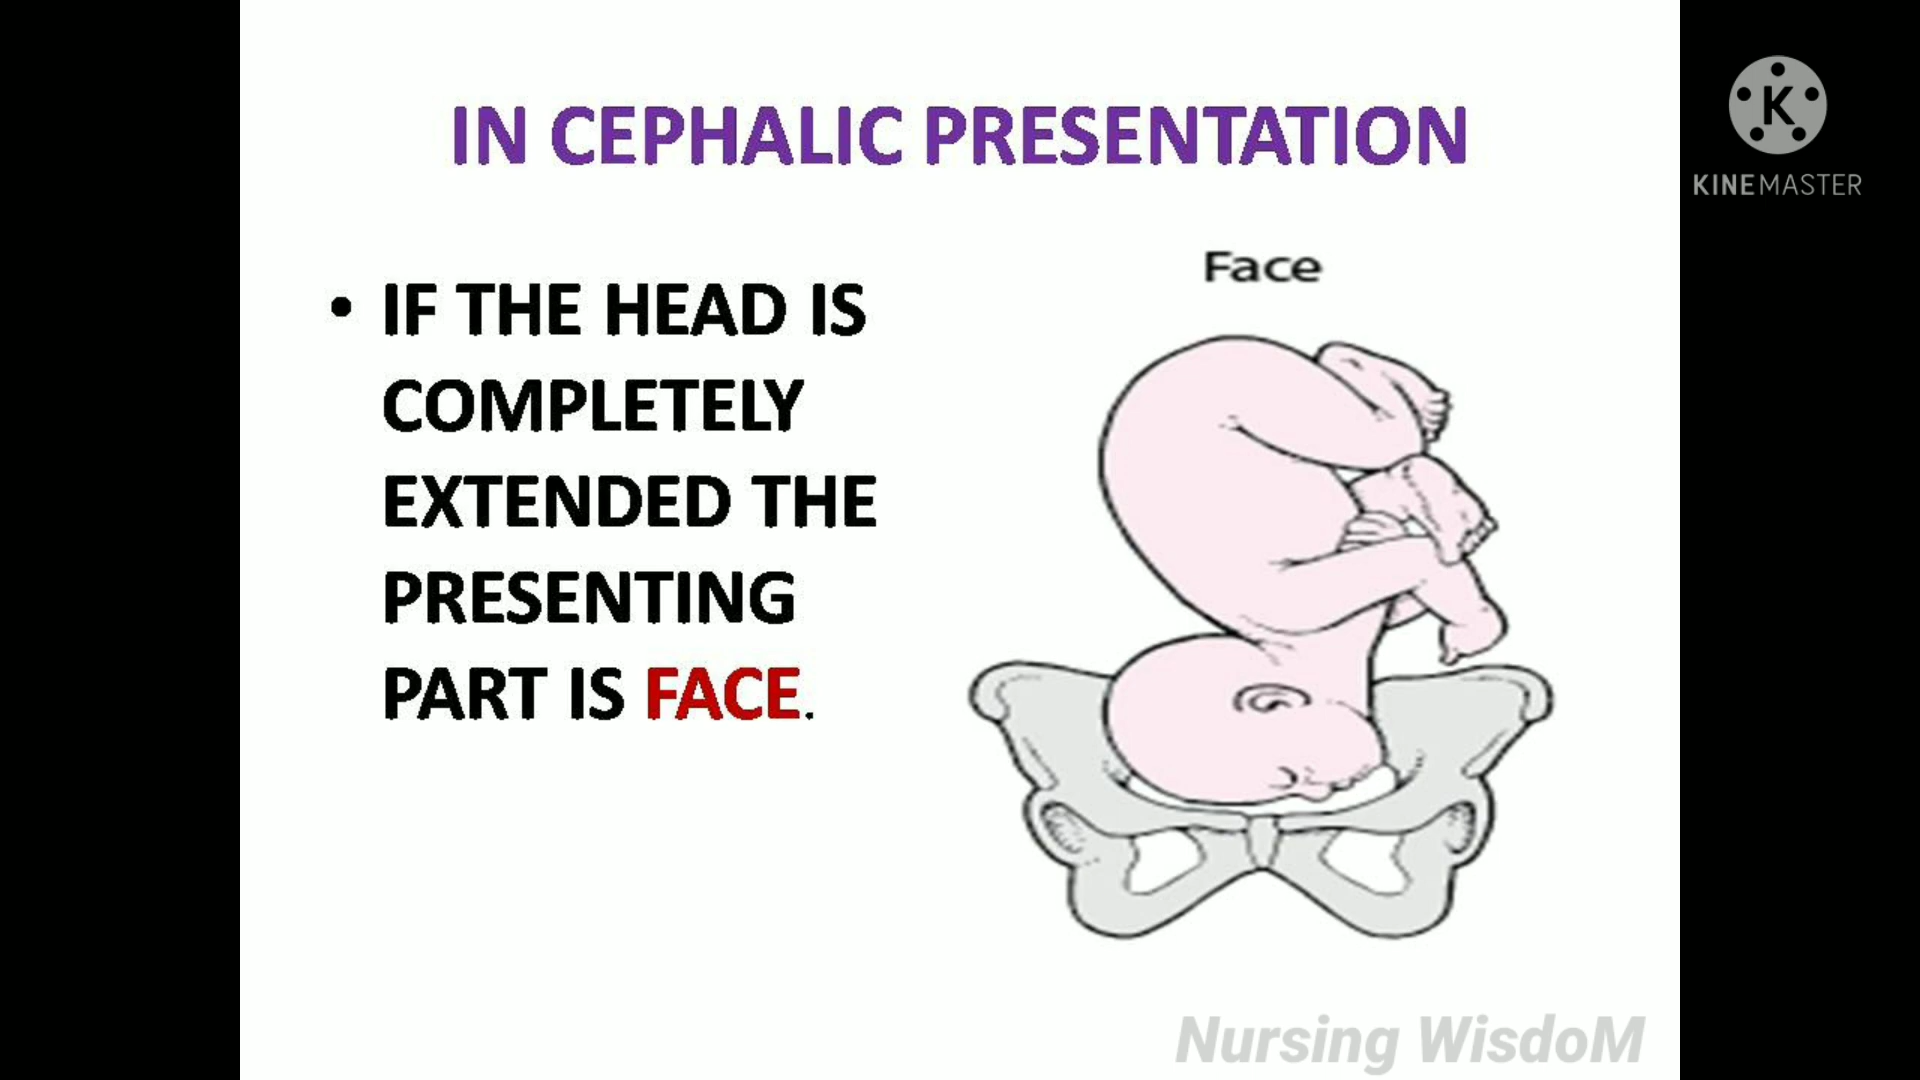 IN CEPHALIC PRESENTATION
K
KINEMASTER
Face
• IF THE HEAD IS
COMPLETELY
EXTENDED THE
PRESENTING
PART IS FACE.
Nursing WisdoM